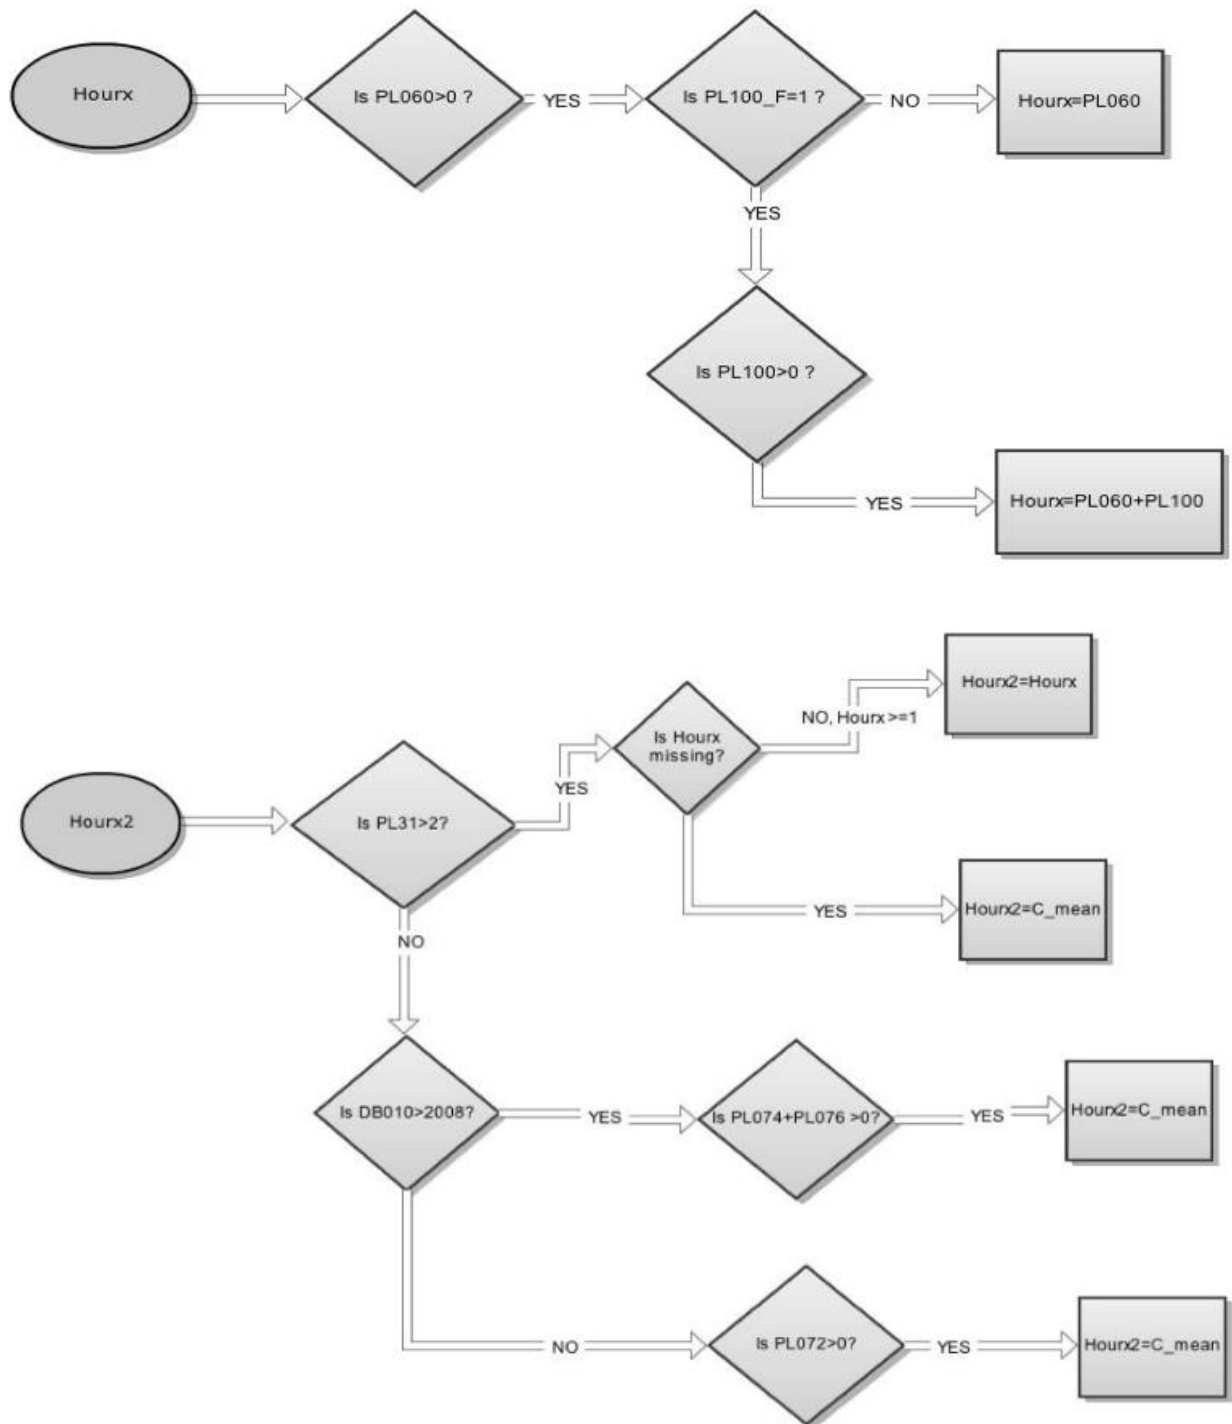 Hourx
Is PL060>0 ?
YES
Is PL100_F=1 ?
NO
Hourx=PL060
YES
Is PL100>0 ?
YES
Hourx=PL060+PL100
Hourx2=Hourx
NO, Hourx >=1
Is Hourx
missing?
YES
Hourx2
Is PL31>2?
YES
Hourx2=C_mean
NO
Is DB010>2008?
YES
Is PL074+PL076 >0?
YES
Hourx2=C_mean
NO
Is PL072>0?
YES
Hourx2=C_mean